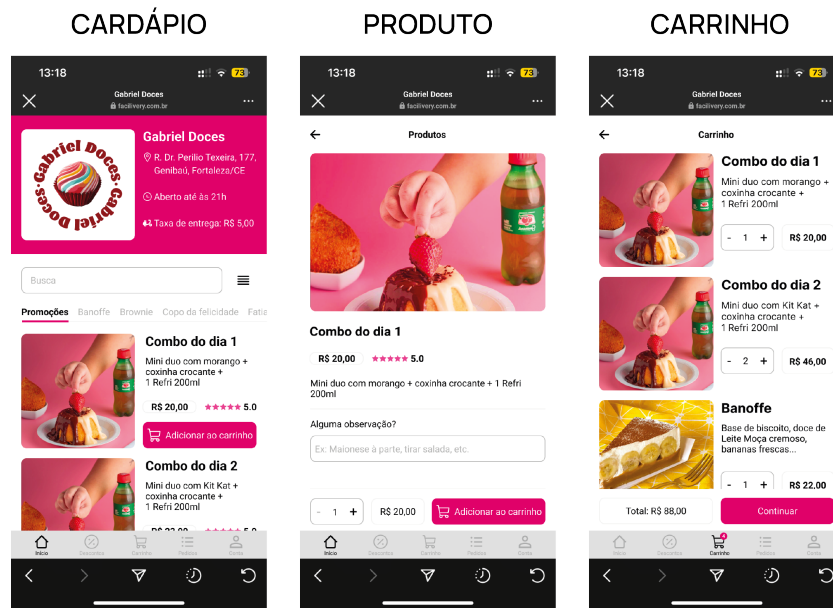 CARDÁPIO
13:18
73
Gabriel Doces
facilivery.com.br
Gabriel Doces
Gabriel Doces
Gabriel Doces
R. Dr. Perilio Texeira, 177,
Genibaú, Fortaleza/CE
Aberto até às 21h
Taxa de entrega: R$ 5,00
Busca
Promoções Banoffe Brownie Copo da felicidade Fatia
Combo do dia 1
Mini duo com morango +
coxinha crocante +
1 Refri 200ml
R$ 20,00 ★★★★★ 5.0
Adicionar ao carrinho
Combo do dia 2
Mini duo com Kit Kat +
coxinha crocante +
1 Refri 200ml
Início Descontos Carrinho Pedidos Conta
PRODUTO
13:18
73
Gabriel Doces
facilivery.com.br
Produtos
Combo do dia 1
R$ 20,00 ★★★★★ 5.0
Mini duo com morango + coxinha crocante + 1 Refri
200ml
Alguma observação?
Ex: Maionese à parte, tirar salada, etc.
- 1 + R$ 20,00 Adicionar ao carrinho
Início Descontos Carrinho Pedidos Conta
CARRINHO
13:18
73
Gabriel Doces
facilivery.com.br
Carrinho
Combo do dia 1
Mini duo com morango +
coxinha crocante +
1 Refri 200ml
- 1 + R$ 20,00
Combo do dia 2
Mini duo com Kit Kat +
coxinha crocante +
1 Refri 200ml
- 2 + R$ 46,00
Banoffe
Base de biscoito, doce de
Leite Moça cremoso,
bananas frescas...
- 1 + R$ 22,00
Total: R$ 88,00 Continuar
4
Início Descontos Carrinho Pedidos Conta